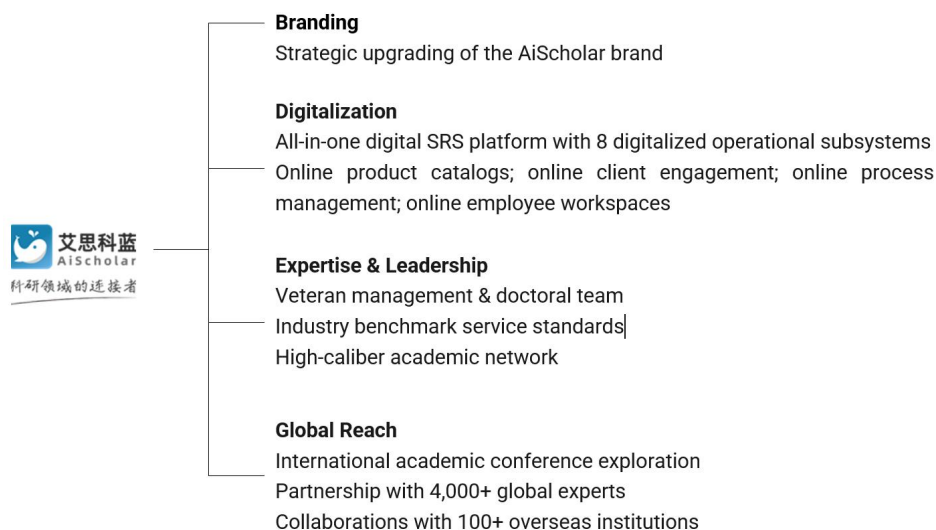 Branding
Strategic upgrading of the AiScholar brand
Digitalization
All-in-one digital SRS platform with 8 digitalized operational subsystems
Online product catalogs; online client engagement; online process
management; online employee workspaces
艾思科蓝
AiScholar
科研领域的连接者
Expertise & Leadership
Veteran management & doctoral team
Industry benchmark service standards
High-caliber academic network
Global Reach
International academic conference exploration
Partnership with 4,000+ global experts
Collaborations with 100+ overseas institutions